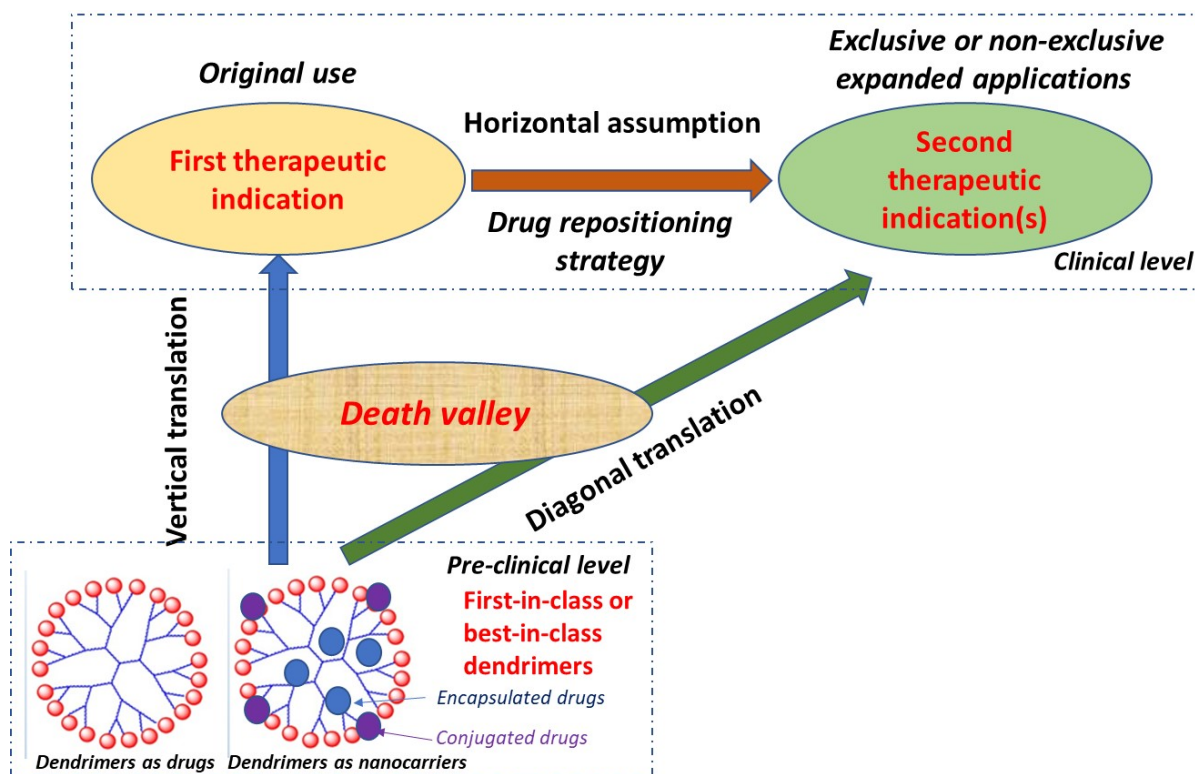 Original use
Exclusive or non-exclusive
expanded applications
First therapeutic
indication
Horizontal assumption
Drug repositioning
strategy
Second
therapeutic
indication(s)
Clinical level
Vertical translation
Death valley
Diagonal translation
Pre-clinical level
First-in-class or
best-in-class
dendrimers
Encapsulated drugs
Conjugated drugs
Dendrimers as drugs
Dendrimers as nanocarriers